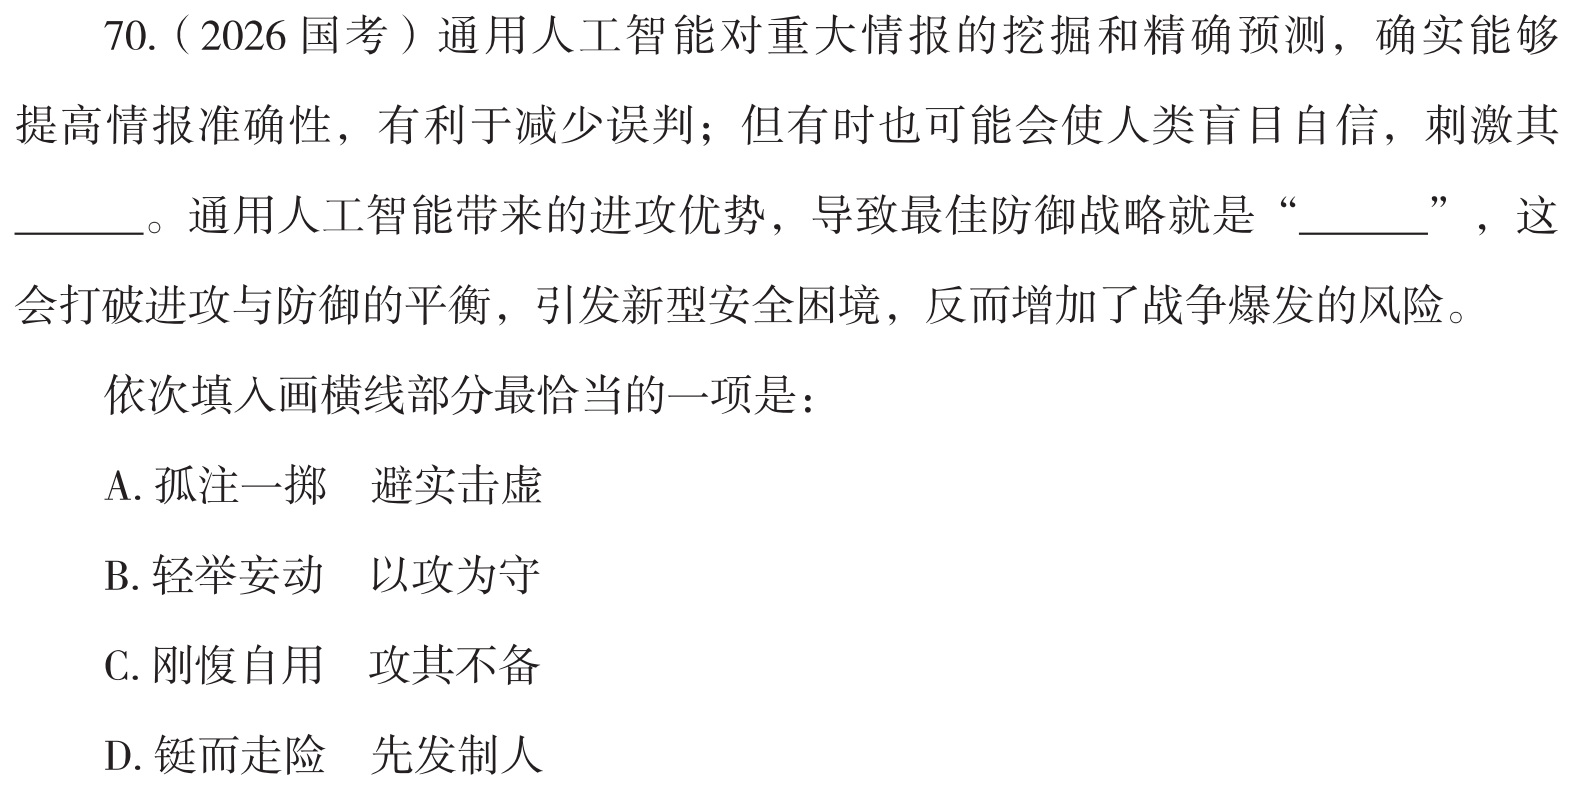 70.（2026 国考）通用人工智能对重大情报的挖掘和精确预测，确实能够
提高情报准确性，有利于减少误判；但有时也可能会使人类盲目自信，刺激其
______。通用人工智能带来的进攻优势，导致最佳防御战略就是“______”，这
会打破进攻与防御的平衡，引发新型安全困境，反而增加了战争爆发的风险。
依次填入画横线部分最恰当的一项是：
A. 孤注一掷　避实击虚
B. 轻举妄动　以攻为守
C. 刚愎自用　攻其不备
D. 铤而走险　先发制人